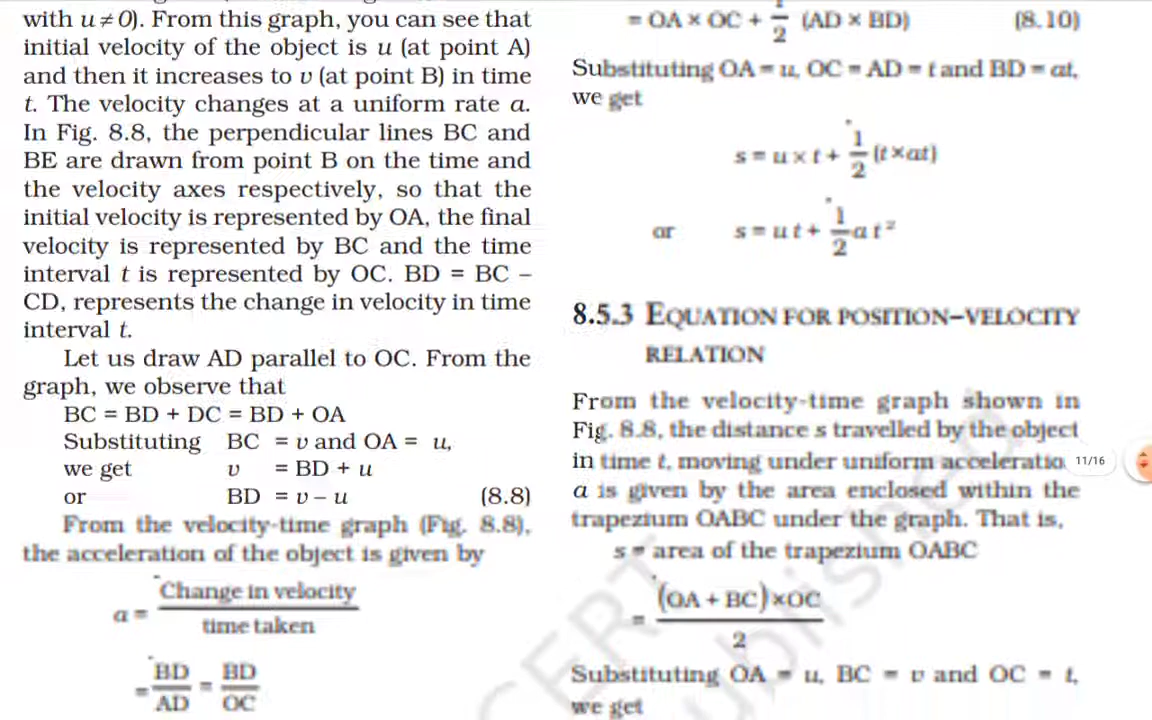 with u ≠ 0). From this graph, you can see that
initial velocity of the object is u (at point A)
and then it increases to v (at point B) in time
t. The velocity changes at a uniform rate a.
In Fig. 8.8, the perpendicular lines BC and
BE are drawn from point B on the time and
the velocity axes respectively, so that the
initial velocity is represented by OA, the final
velocity is represented by BC and the time
interval t is represented by OC. BD = BC –
CD, represents the change in velocity in time
interval t.
Let us draw AD parallel to OC. From the
graph, we observe that
BC = BD + DC = BD + OA
Substituting BC = v and OA = u,
we get v = BD + u
or BD = v – u (8.8)
From the velocity-time graph (Fig. 8.8),
the acceleration of the object is given by
a = Change in velocity / time taken
= BD/AD = BD/OC
= OA × OC + 1/2 (AD × BD) (8.10)
Substituting OA = u, OC = AD = t and BD = at,
we get
s = u × t + 1/2 (t × at)
or s = u t + 1/2 a t²
8.5.3 EQUATION FOR POSITION–VELOCITY
RELATION
From the velocity-time graph shown in
Fig. 8.8, the distance s travelled by the object
in time t, moving under uniform acceleratio
11/16
a is given by the area enclosed within the
trapezium OABC under the graph. That is,
s = area of the trapezium OABC
= (OA + BC) × OC / 2
Substituting OA = u, BC = v and OC = t,
we get